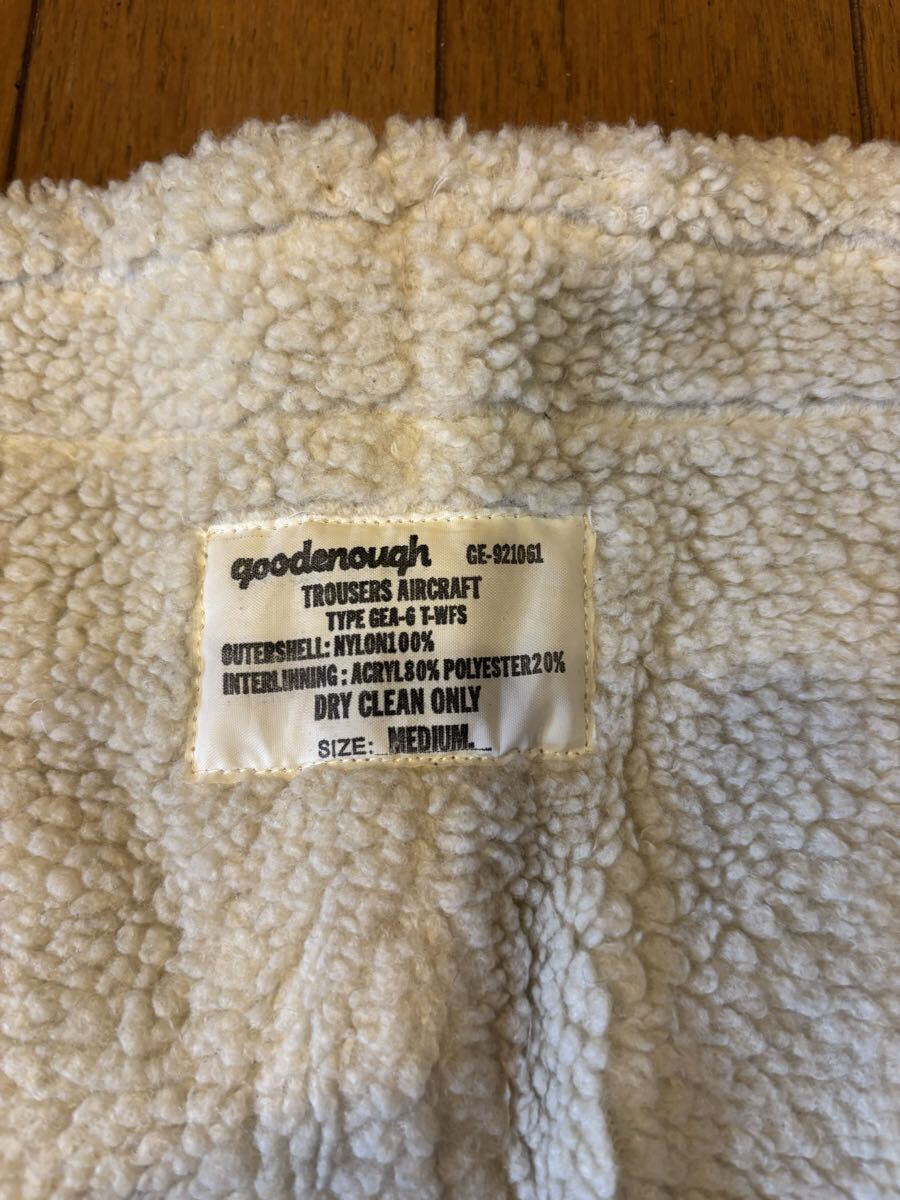 goodenough GE-921061
TROUSERS AIRCRAFT
TYPE GEA-6 T-WFS
OUTERSHELL: NYLON100%
INTERLINNING: ACRYL80% POLYESTER20%
DRY CLEAN ONLY
SIZE: MEDIUM.